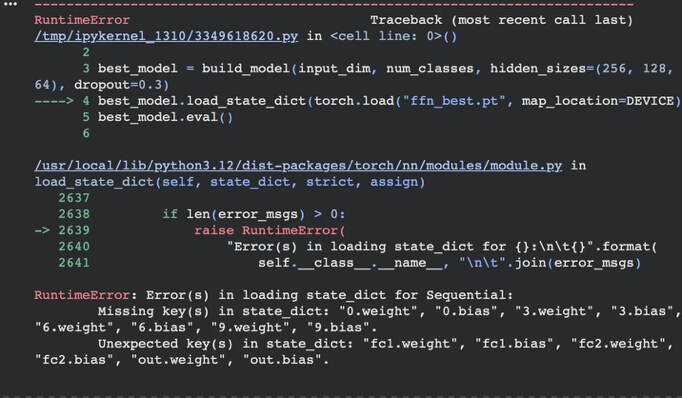 RuntimeError Traceback (most recent call last)
/tmp/ipykernel_1310/3349618620.py in <cell line: 0>()
2
3 best_model = build_model(input_dim, num_classes, hidden_sizes=(256, 128,
64), dropout=0.3)
----> 4 best_model.load_state_dict(torch.load("ffn_best.pt", map_location=DEVICE)
5 best_model.eval()
6
/usr/local/lib/python3.12/dist-packages/torch/nn/modules/module.py in
load_state_dict(self, state_dict, strict, assign)
2637
2638 if len(error_msgs) > 0:
-> 2639 raise RuntimeError(
2640 "Error(s) in loading state_dict for {}:\n\t{}".format(
2641 self.__class__.__name__, "\n\t".join(error_msgs)
RuntimeError: Error(s) in loading state_dict for Sequential:
Missing key(s) in state_dict: "0.weight", "0.bias", "3.weight", "3.bias",
"6.weight", "6.bias", "9.weight", "9.bias".
Unexpected key(s) in state_dict: "fc1.weight", "fc1.bias", "fc2.weight",
"fc2.bias", "out.weight", "out.bias".